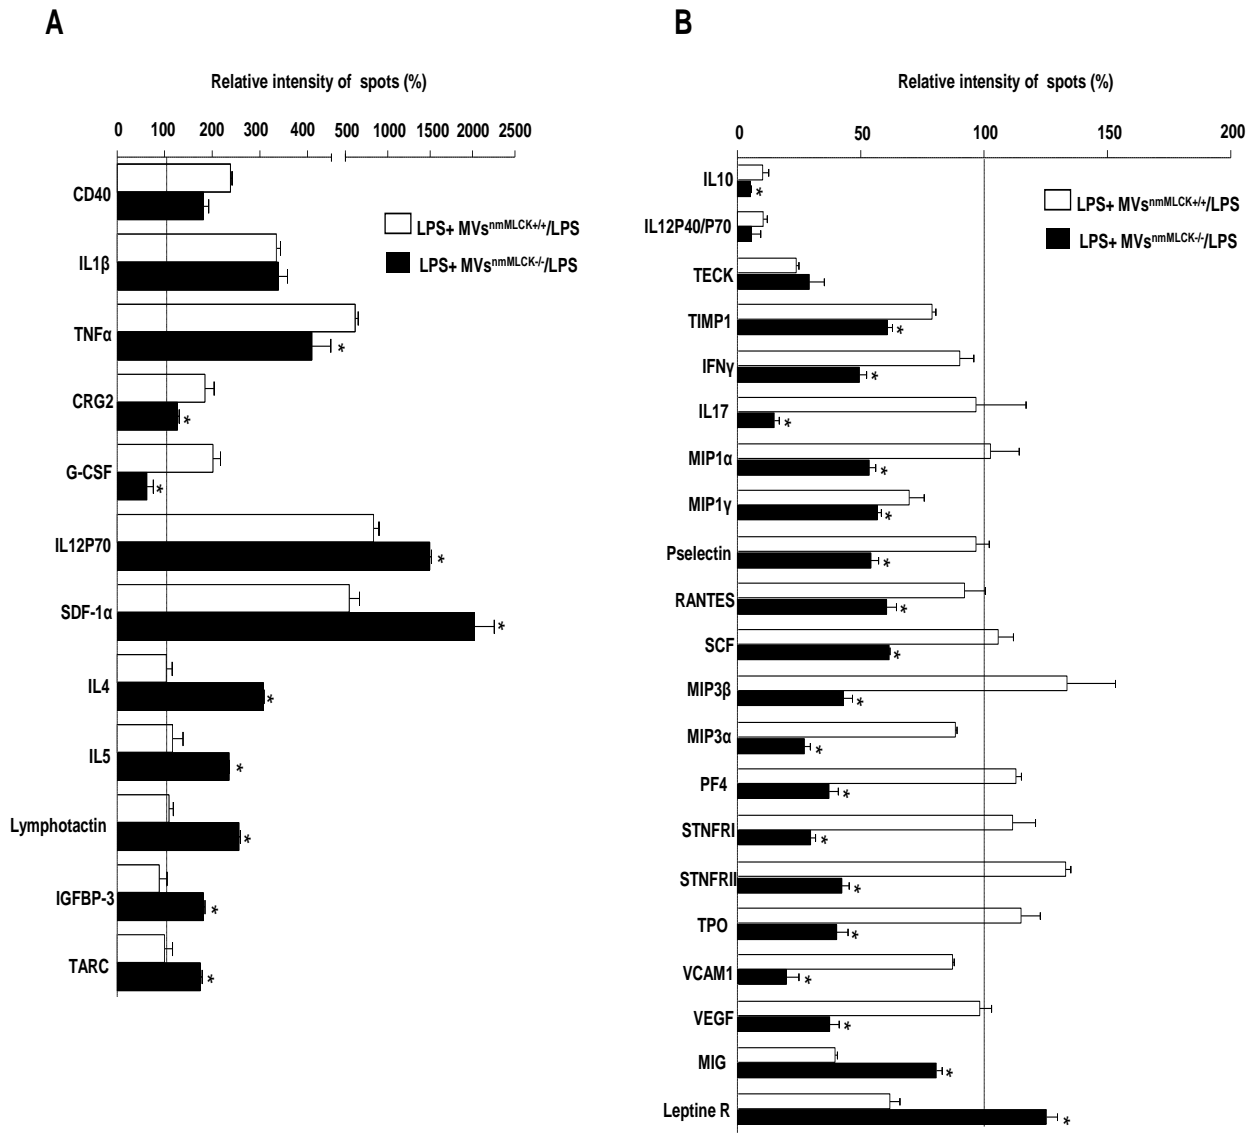 A
Relative intensity of spots (%)
0 100 200 300 400 500 1000 1500 2000 2500
CD40
IL1β
TNFα
*
CRG2
*
G-CSF
*
IL12P70
*
SDF-1α
*
IL4
*
IL5
*
Lymphotactin
*
IGFBP-3
*
TARC
*
LPS+ MVsnmMLCK+/+/LPS
LPS+ MVsnmMLCK-/-/LPS
B
Relative intensity of spots (%)
0 50 100 150 200
IL10
*
IL12P40/P70
TECK
TIMP1
*
IFNγ
*
IL17
*
MIP1α
*
MIP1γ
*
Pselectin
*
RANTES
*
SCF
*
MIP3β
*
MIP3α
*
PF4
*
STNFRI
*
STNFRII
*
TPO
*
VCAM1
*
VEGF
*
MIG
*
Leptine R
*
LPS+ MVsnmMLCK+/+/LPS
LPS+ MVsnmMLCK-/-/LPS